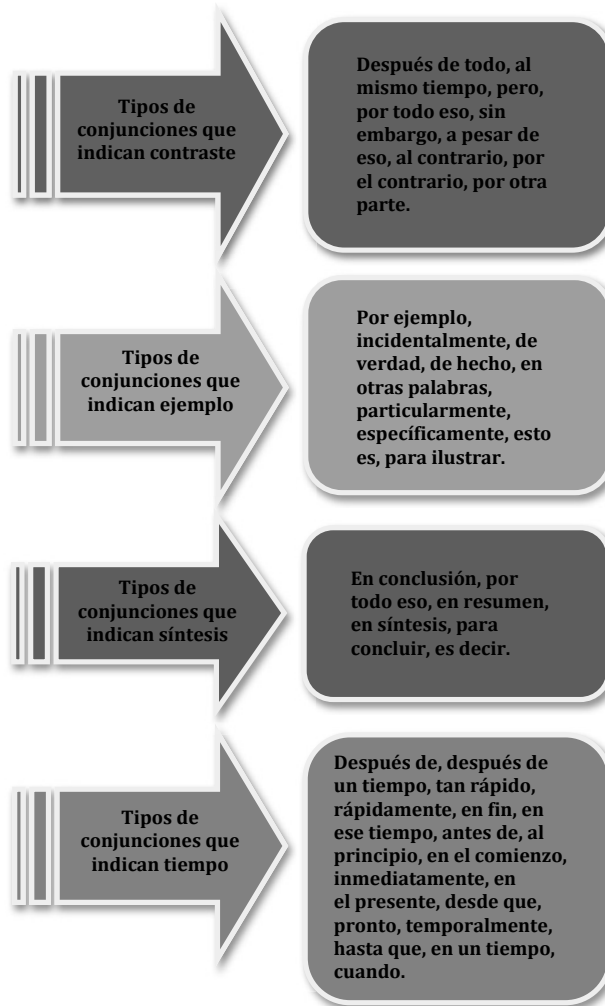 Tipos de
conjunciones que
indican contraste
Después de todo, al
mismo tiempo, pero,
por todo eso, sin
embargo, a pesar de
eso, al contrario, por
el contrario, por otra
parte.
Tipos de
conjunciones que
indican ejemplo
Por ejemplo,
incidentalmente, de
verdad, de hecho, en
otras palabras,
particularmente,
específicamente, esto
es, para ilustrar.
Tipos de
conjunciones que
indican síntesis
En conclusión, por
todo eso, en resumen,
en síntesis, para
concluir, es decir.
Tipos de
conjunciones que
indican tiempo
Después de, después de
un tiempo, tan rápido,
rápidamente, en fin, en
ese tiempo, antes de, al
principio, en el comienzo,
inmediatamente, en
el presente, desde que,
pronto, temporalmente,
hasta que, en un tiempo,
cuando.